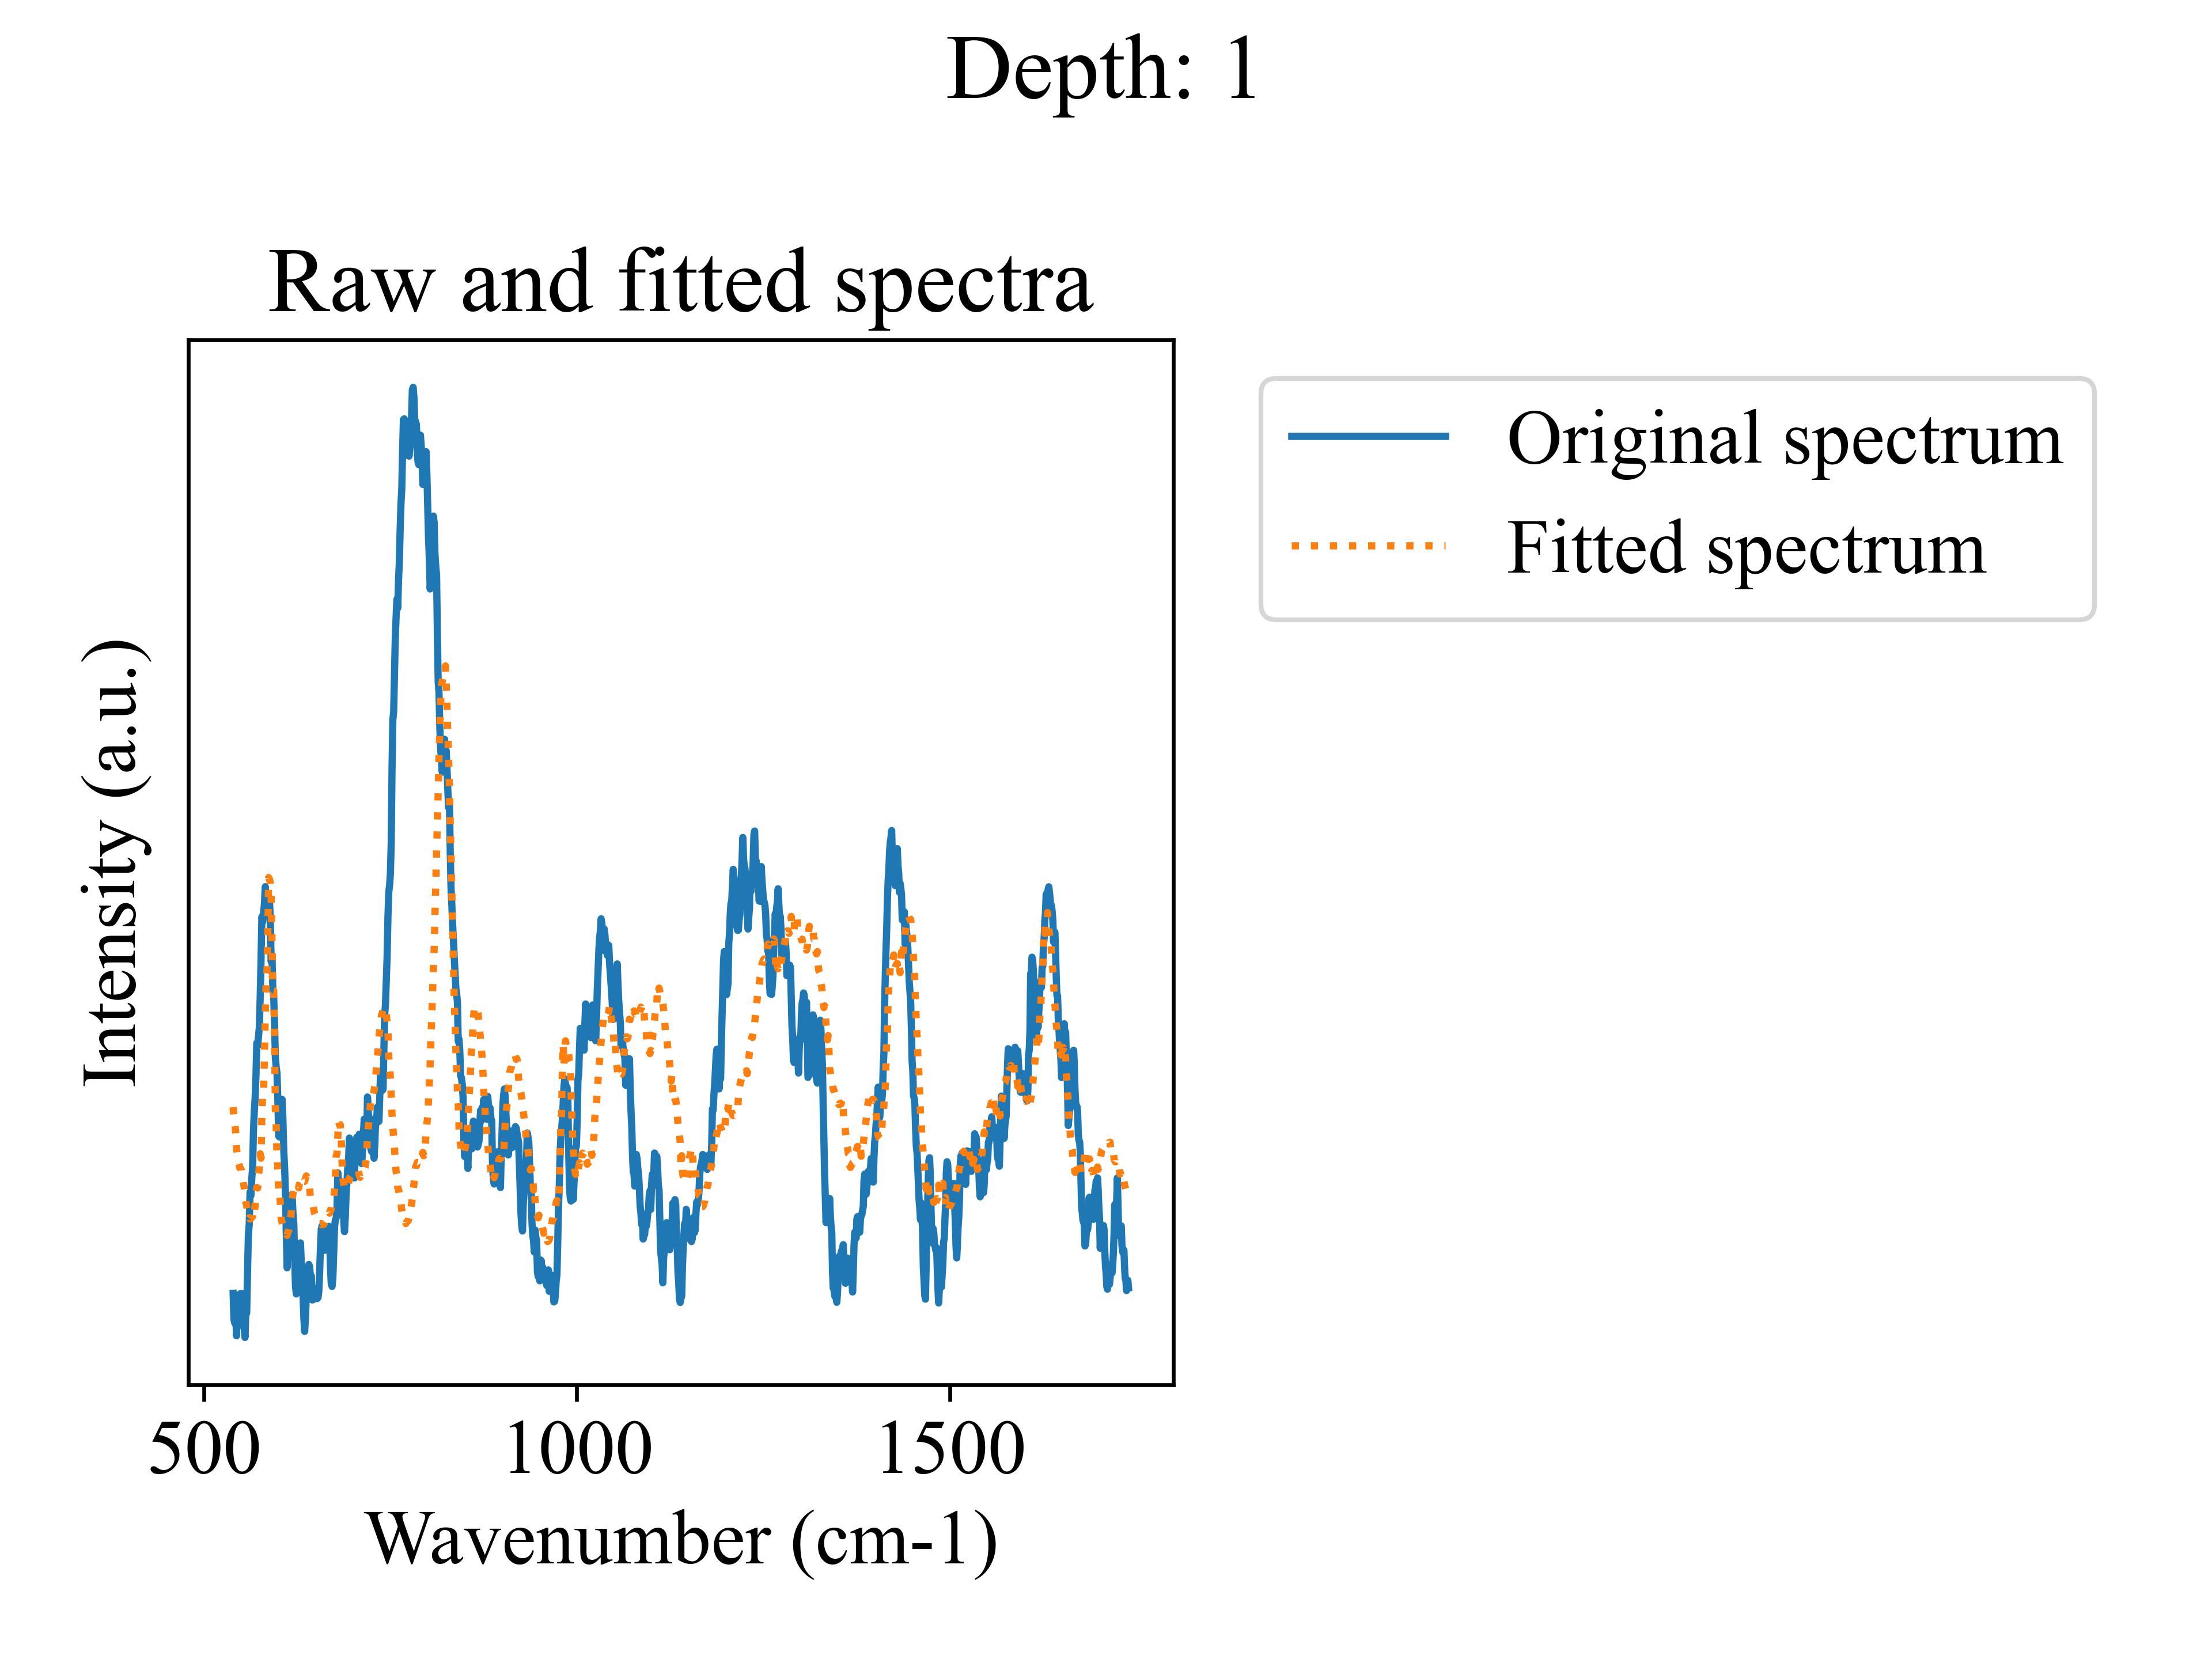 Depth: 1
Raw and fitted spectra
Original spectrum
Fitted spectrum
Intensity (a.u.)
500 1000 1500
Wavenumber (cm-1)